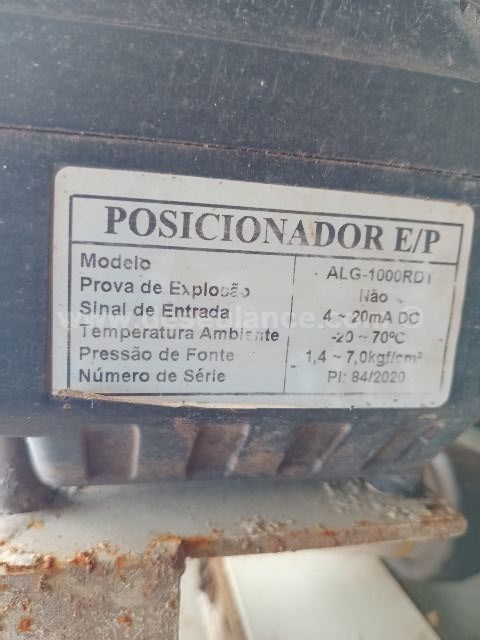 POSICIONADOR E/P
Modelo ALG-1000RD1
Prova de Explosão Não
Sinal de Entrada 4 ~ 20mA DC
Temperatura Ambiente -20 ~ 70ºC
Pressão de Fonte 1,4 ~ 7,0kgf/cm²
Número de Série PI: 84/2020